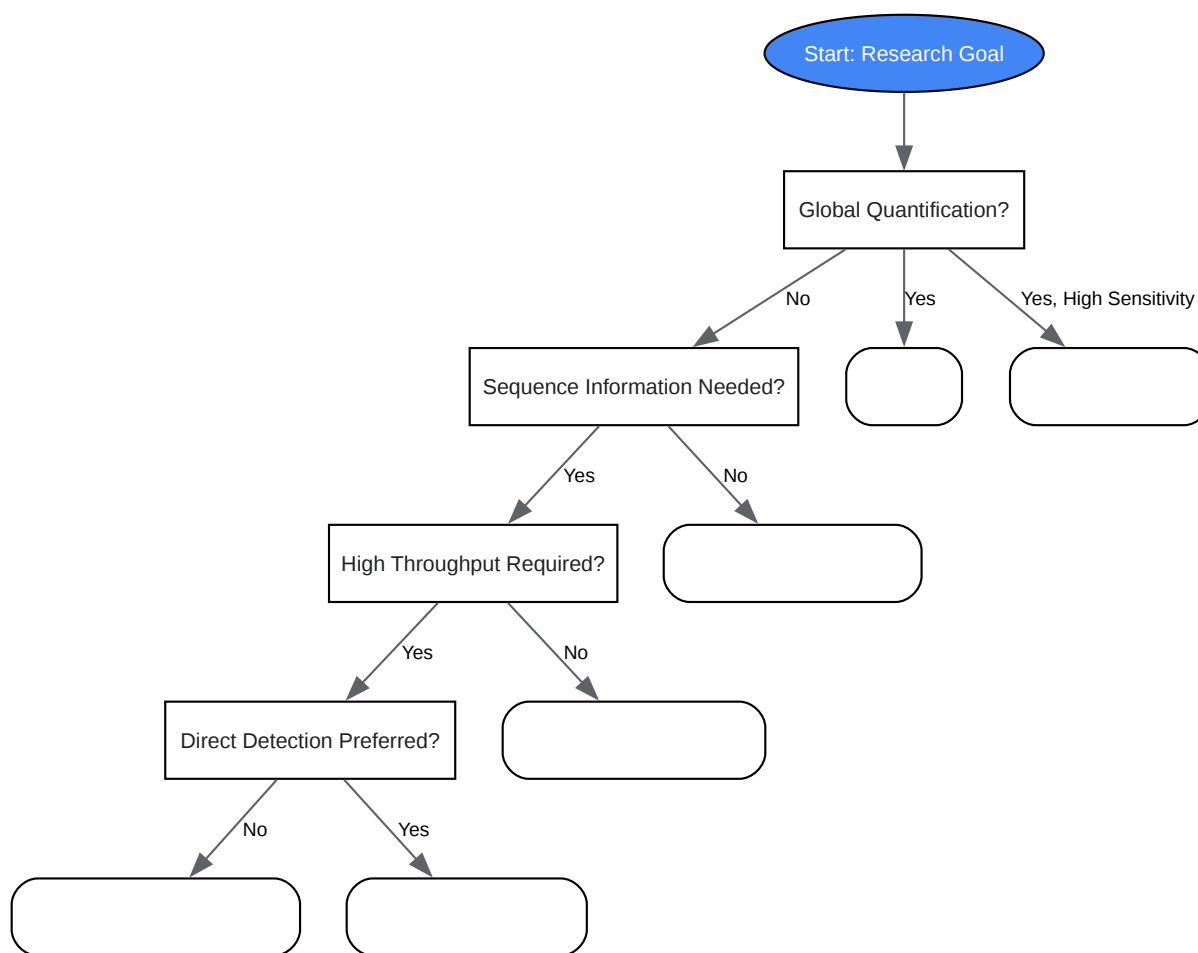 Start: Research Goal
Global Quantification?
No
Yes
Yes, High Sensitivity
Sequence Information Needed?
Yes
No
High Throughput Required?
Yes
No
Direct Detection Preferred?
No
Yes